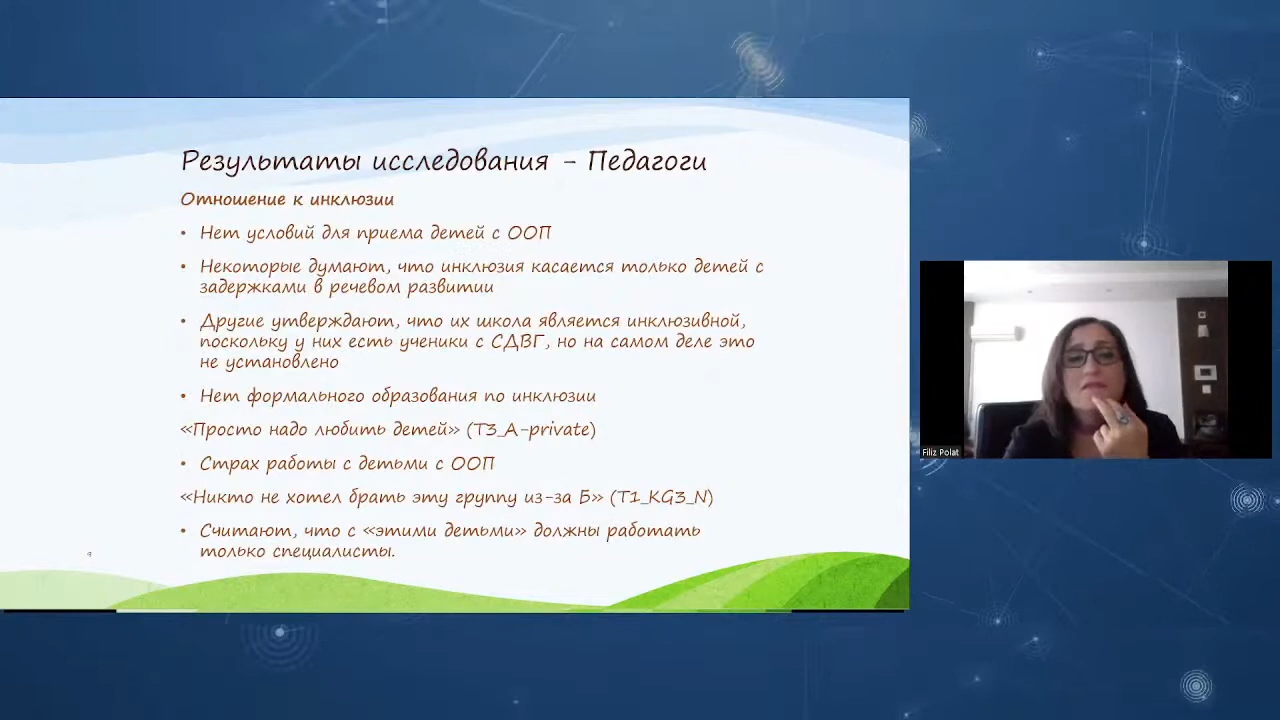 Результаты исследования - Педагоги
Отношение к инклюзии
• Нет условий для приема детей с ООП
• Некоторые думают, что инклюзия касается только детей с
задержками в речевом развитии
• Другие утверждают, что их школа является инклюзивной,
поскольку у них есть ученики с СДВГ, но на самом деле это
не установлено
• Нет формального образования по инклюзии
«Просто надо любить детей» (T3_A-private)
• Страх работы с детьми с ООП
«Никто не хотел брать эту группу из-за Б» (T1_KG3_N)
• Считают, что с «этими детьми» должны работать
только специалисты.
9
Filiz Polat